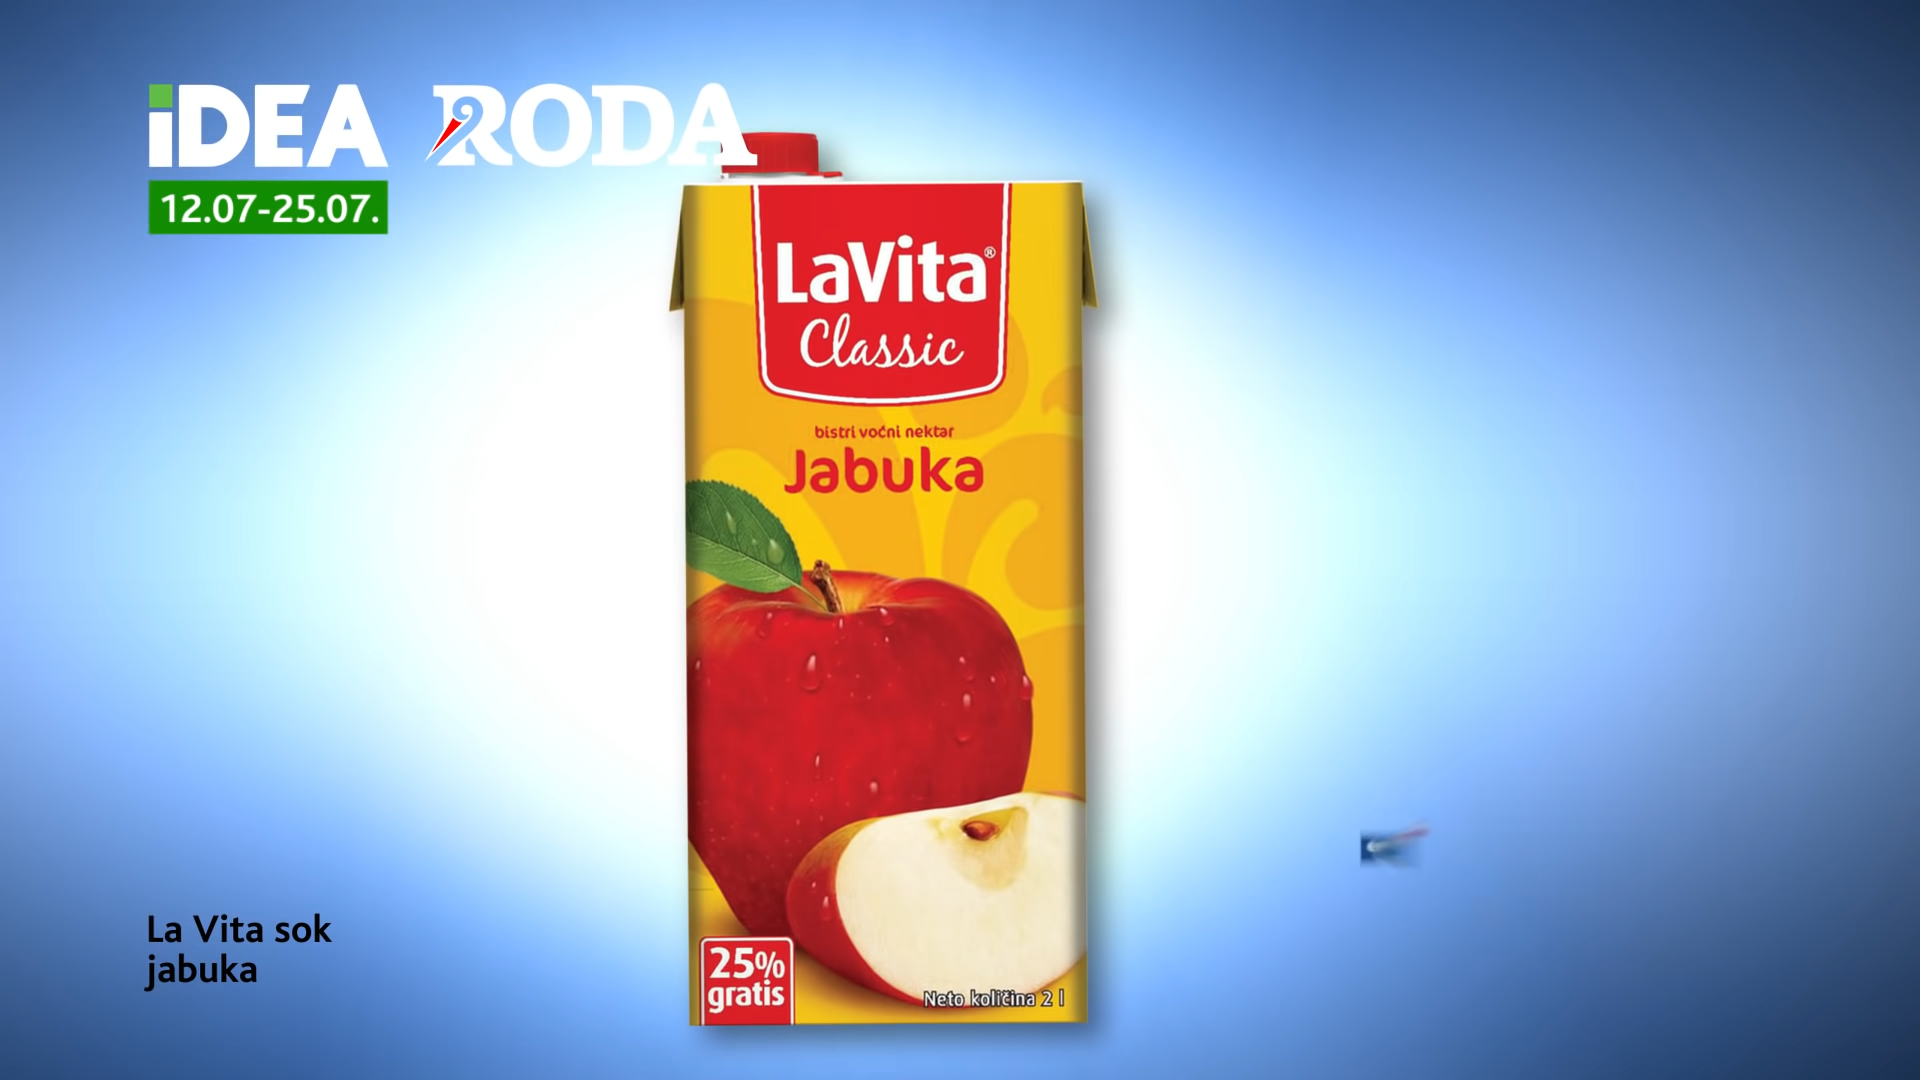 iDEA RODA
12.07-25.07.
LaVita®
Classic
bistri voćni nektar
Jabuka
25%
gratis
Neto količina 2 l
La Vita sok
jabuka